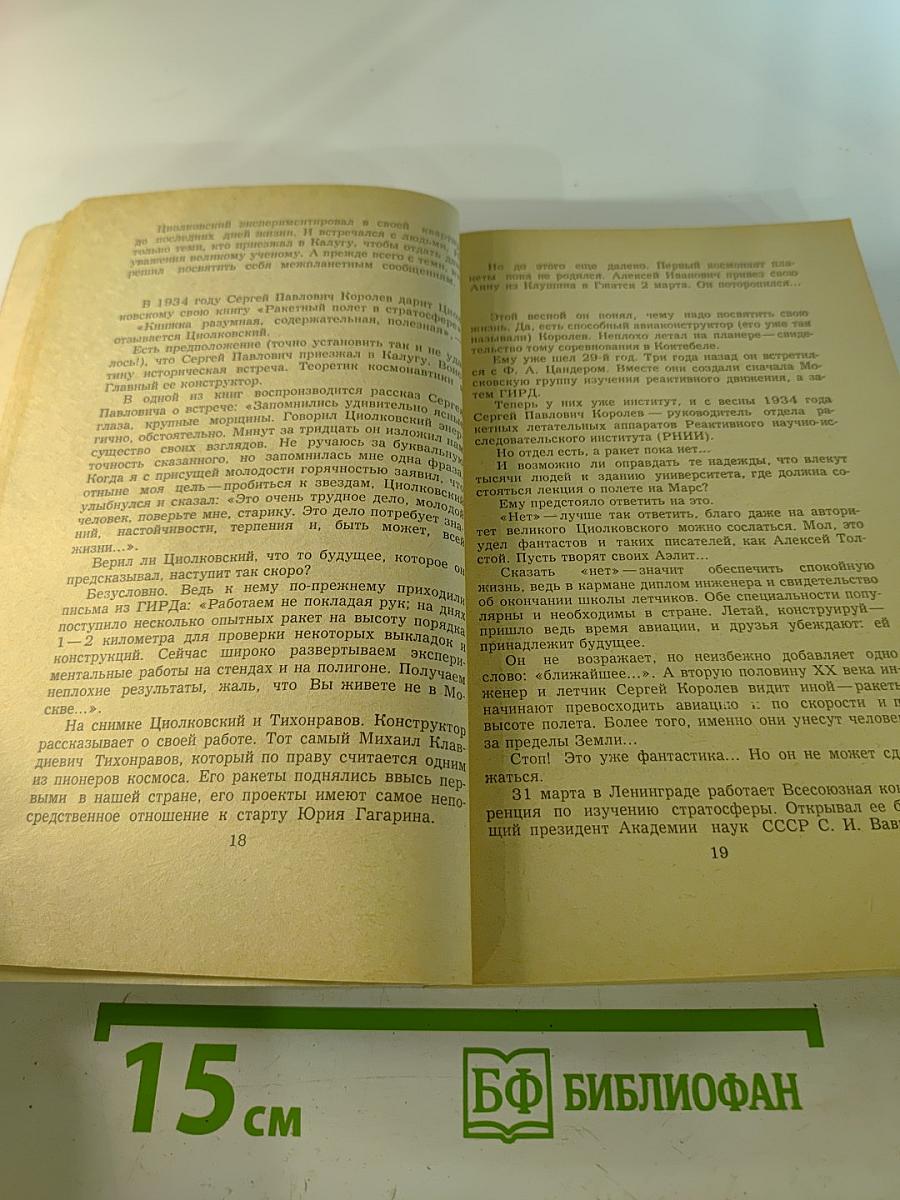 Циолковский экспериментировал в своей
до последних дней жизни. И встречался с людьми,
только теми, кто приезжал в Калугу, чтобы отдать
уважения великому ученому. А прежде всего с теми,
решил посвятить себя межпланетным сообщениям.
В 1934 году Сергей Павлович Королев дарит
ковскому свою книгу «Ракетный полет в стратосфере».
«Книжка разумная, содержательная, полезная»,—
отзывается Циолковский.
Есть предположение (точно установить так и не уда-
лось!), что Сергей Павлович приезжал в Калугу.
тину историческая встреча. Теоретик космонавтики
Главный ее конструктор.
В одной из книг воспроизводится рассказ Сергея
Павловича о встрече: «Запомнились удивительно ясные
глаза, крупные морщины. Говорил Циолковский энер-
гично, обстоятельно. Минут за тридцать он изложил нам
существо своих взглядов. Не ручаюсь за буквальную
точность сказанного, но запомнилась мне одна фраза.
Когда я с присущей молодости горячностью заявил, что
отныне моя цель — пробиться к звездам, Циолковский
улыбнулся и сказал: «Это очень трудное дело, молодой
человек, поверьте мне, старику. Это дело потребует зна-
ний, настойчивости, терпения и, быть может, всей
жизни...».
Верил ли Циолковский, что то будущее, которое он
предсказывал, наступит так скоро?
Безусловно. Ведь к нему по-прежнему приходили
письма из ГИРДа: «Работаем не покладая рук; на днях
поступило несколько опытных ракет на высоту порядка
1—2 километра для проверки некоторых выкладок и
конструкций. Сейчас широко развертываем экспери-
ментальные работы на стендах и на полигоне. Получаем
неплохие результаты, жаль, что Вы живете не в Мо-
скве...».
На снимке Циолковский и Тихонравов. Конструктор
рассказывает о своей работе. Тот самый Михаил Клав-
диевич Тихонравов, который по праву считается одним
из пионеров космоса. Его ракеты поднялись ввысь пер-
выми в нашей стране, его проекты имеют самое непо-
средственное отношение к старту Юрия Гагарина.
18
Но до этого еще далеко. Первый космонавт пла-
неты пока не родился. Алексей Иванович привез свою
Анну из Клушина в Гжатск 2 марта. Он поторопился...
Этой весной он понял, чему надо посвятить свою
жизнь. Да, есть способный авиаконструктор (его уже так
называли) Королев. Неплохо летал на планере — свиде-
тельство тому соревнования в Коктебеле.
Ему уже шел 29-й год. Три года назад он встретил-
ся с Ф. А. Цандером. Вместе они создали сначала Мо-
сковскую группу изучения реактивного движения, а за-
тем ГИРД.
Теперь у них уже институт, и с весны 1934 года
Сергей Павлович Королев — руководитель отдела ра-
кетных летательных аппаратов Реактивного научно-ис-
следовательского института (РНИИ).
Но отдел есть, а ракет пока нет...
И возможно ли оправдать те надежды, что влекут
тысячи людей к зданию университета, где должна со-
стояться лекция о полете на Марс?
Ему предстояло ответить на это.
«Нет» — лучше так ответить, благо даже на автори-
тет великого Циолковского можно сослаться. Мол, это
удел фантастов и таких писателей, как Алексей Тол-
стой. Пусть творят своих Аэлит...
Сказать «нет» — значит обеспечить спокойную
жизнь, ведь в кармане диплом инженера и свидетельство
об окончании школы летчиков. Обе специальности попу-
лярны и необходимы в стране. Летай, конструируй —
пришло ведь время авиации, и друзья убеждают: ей
принадлежит будущее.
Он не возражает, но неизбежно добавляет одно
слово: «ближайшее...». А вторую половину XX века ин-
женер и летчик Сергей Королев видит иной — ракеты
начинают превосходить авиацию и по скорости и п
высоте полета. Более того, именно они унесут челове
за пределы Земли...
Стоп! Это уже фантастика... Но он не может сд
жаться.
31 марта в Ленинграде работает Всесоюзная кон
ренция по изучению стратосферы. Открывал ее б
щий президент Академии наук СССР С. И. Вав
19
15 см
БФ БИБЛИОФАН